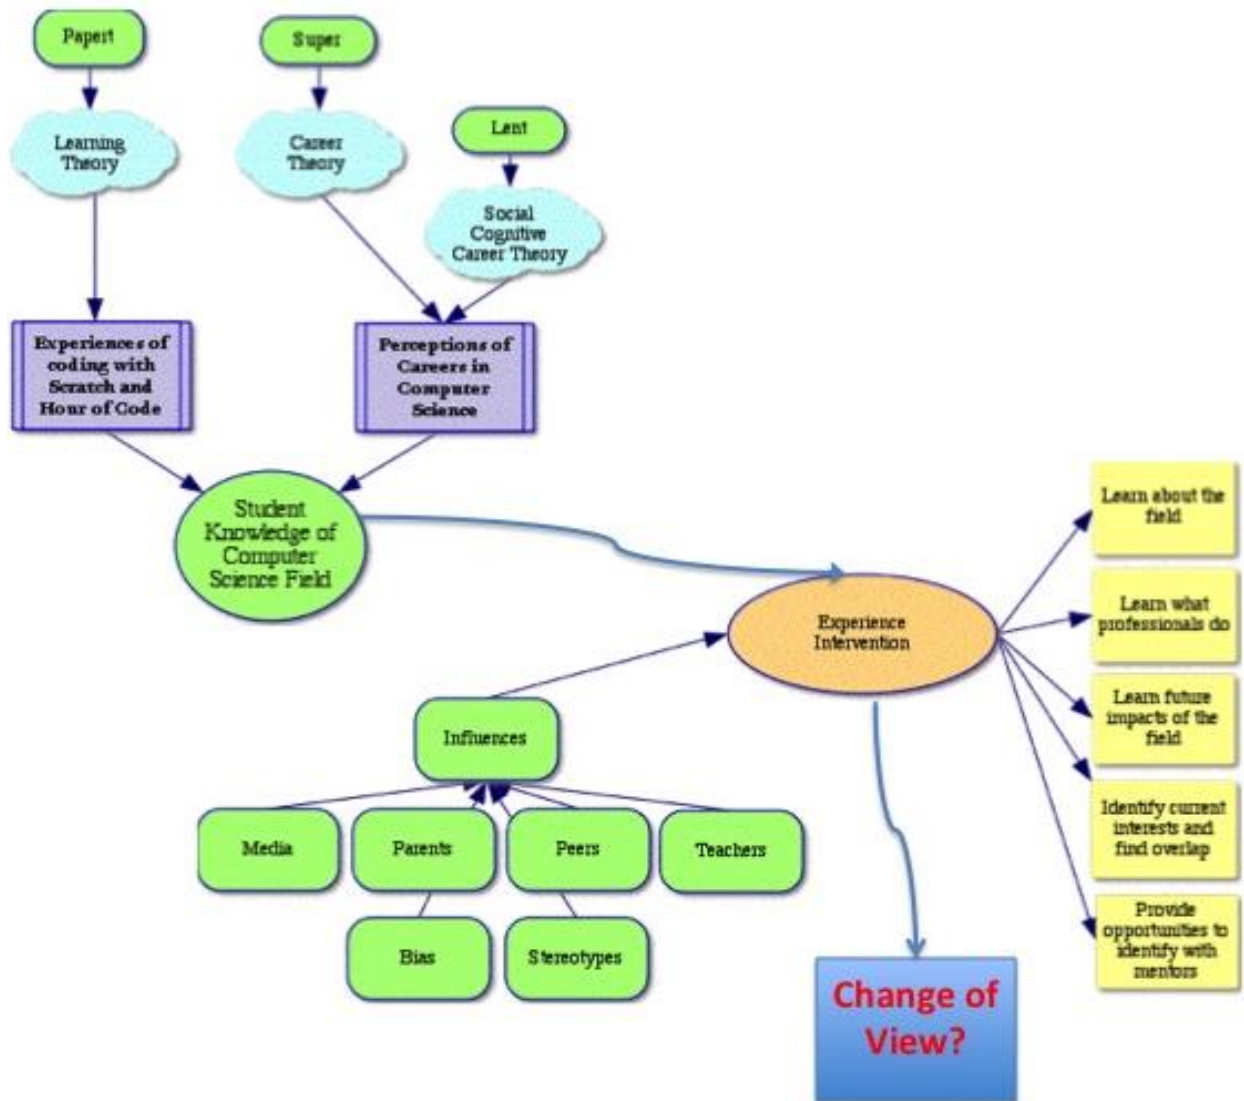 Papert
Super
Lent
Learning
Theory
Career
Theory
Social
Cognitive
Career Theory
Experiences of
coding with
Scratch and
Hour of Code
Perceptions of
Careers in
Computer
Science
Student
Knowledge of
Computer
Science Field
Experience
Intervention
Learn about the
field
Learn what
professionals do
Learn future
impacts of the
field
Identify current
interests and
find overlap
Provide
opportunities to
identify with
mentors
Influences
Media
Parents
Peers
Teachers
Bias
Stereotypes
Change of
View?